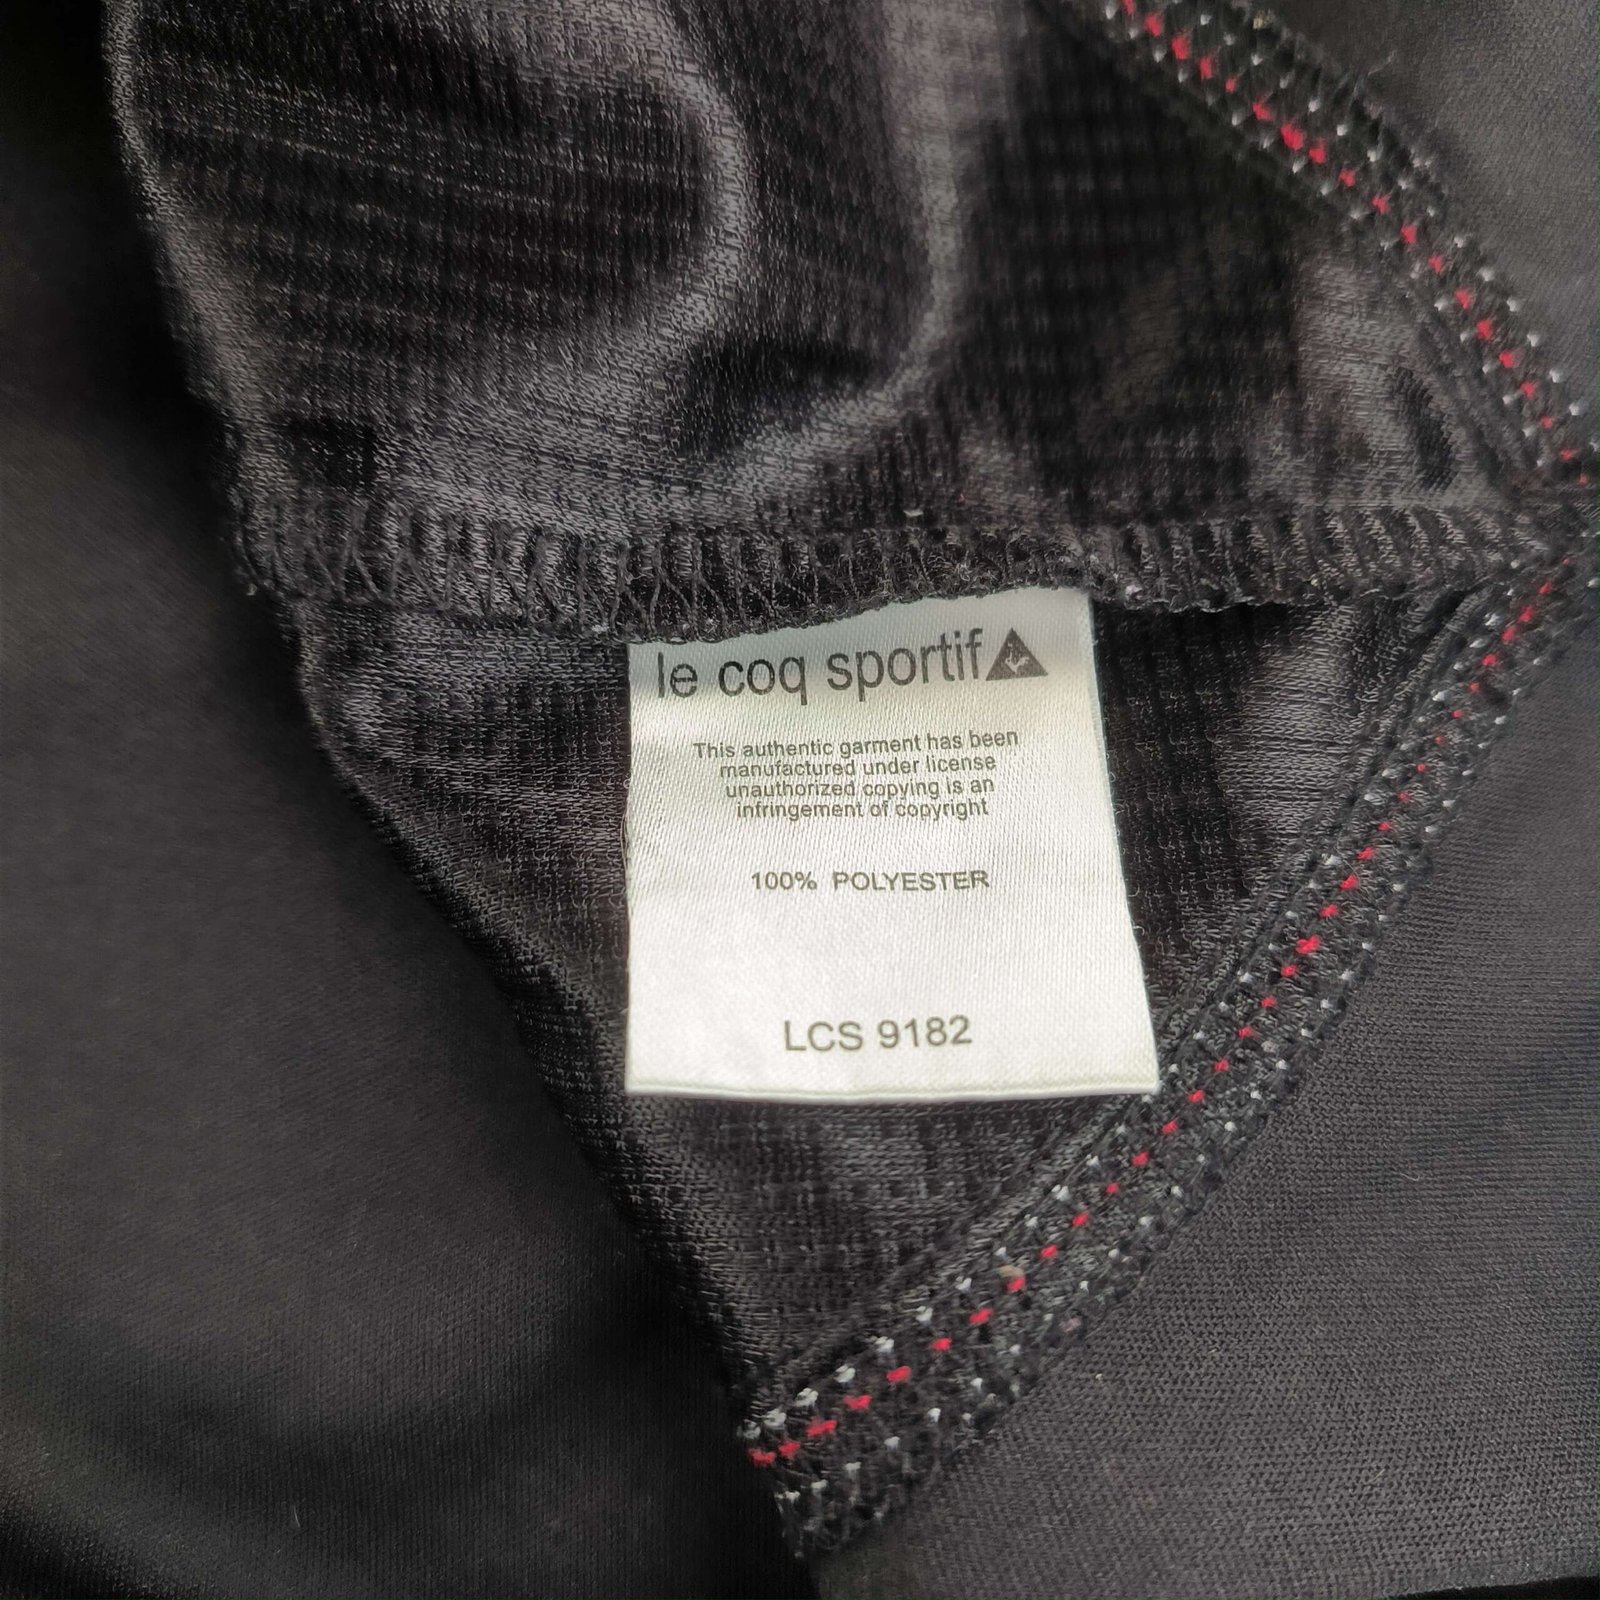 le coq sportif
This authentic garment has been
manufactured under license
unauthorized copying is an
infringement of copyright
100% POLYESTER
LCS 9182